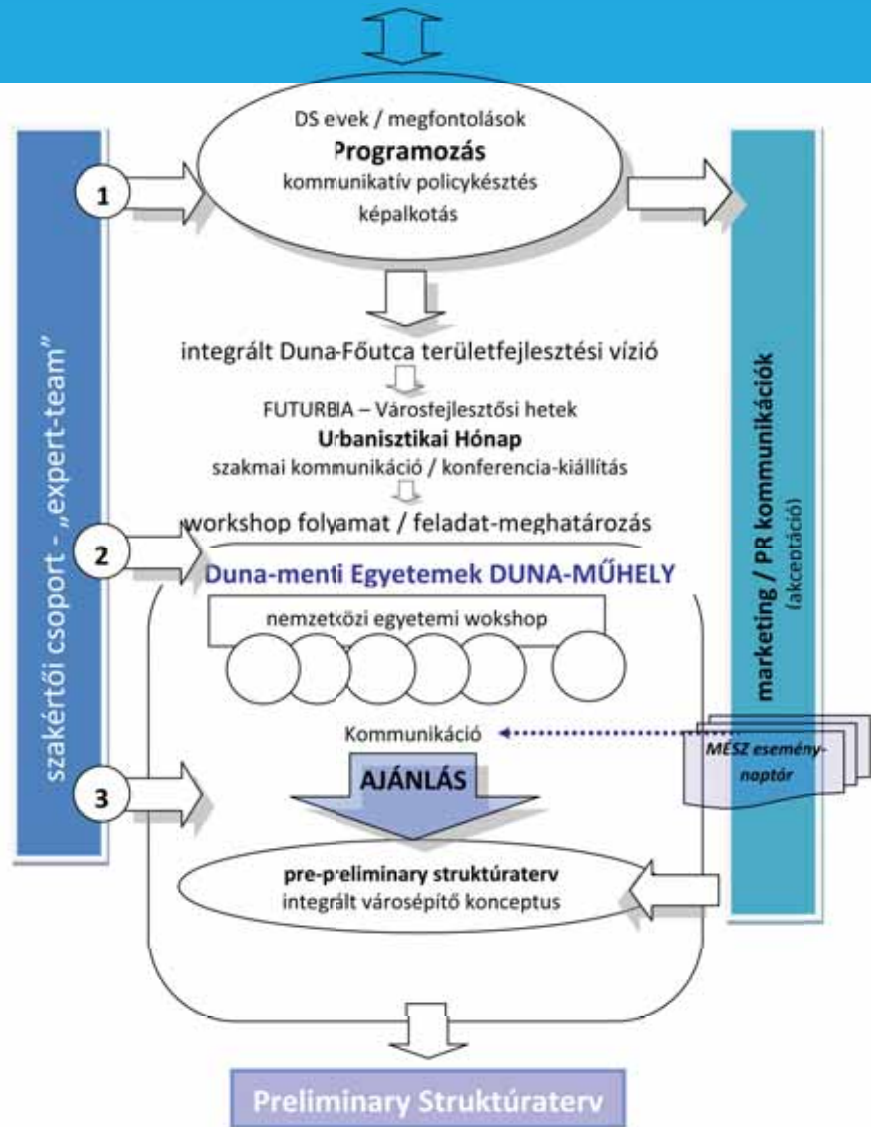 DS evek / megfontolások
Programozás
kommunikatív policykésztés
képalkotás
1
integrált Duna-Főutca területfejlesztési vízió
FUTURBIA – Városfejlesztősi hetek
Urbanisztikai Hónap
szakmai kommunikáció / konferencia-kiállítás
workshop folyamat / feladat-meghatározás
2
Duna-menti Egyetemek DUNA-MŰHELY
nemzetközi egyetemi wokshop
szakértői csoport - „expert-team”
marketing / PR kommunikációk
(akceptáció)
Kommunikáció
MÉSZ esemény-
naptár
AJÁNLÁS
3
pre-preliminary struktúraterv
integrált városépítő konceptus
Preliminary Struktúraterv